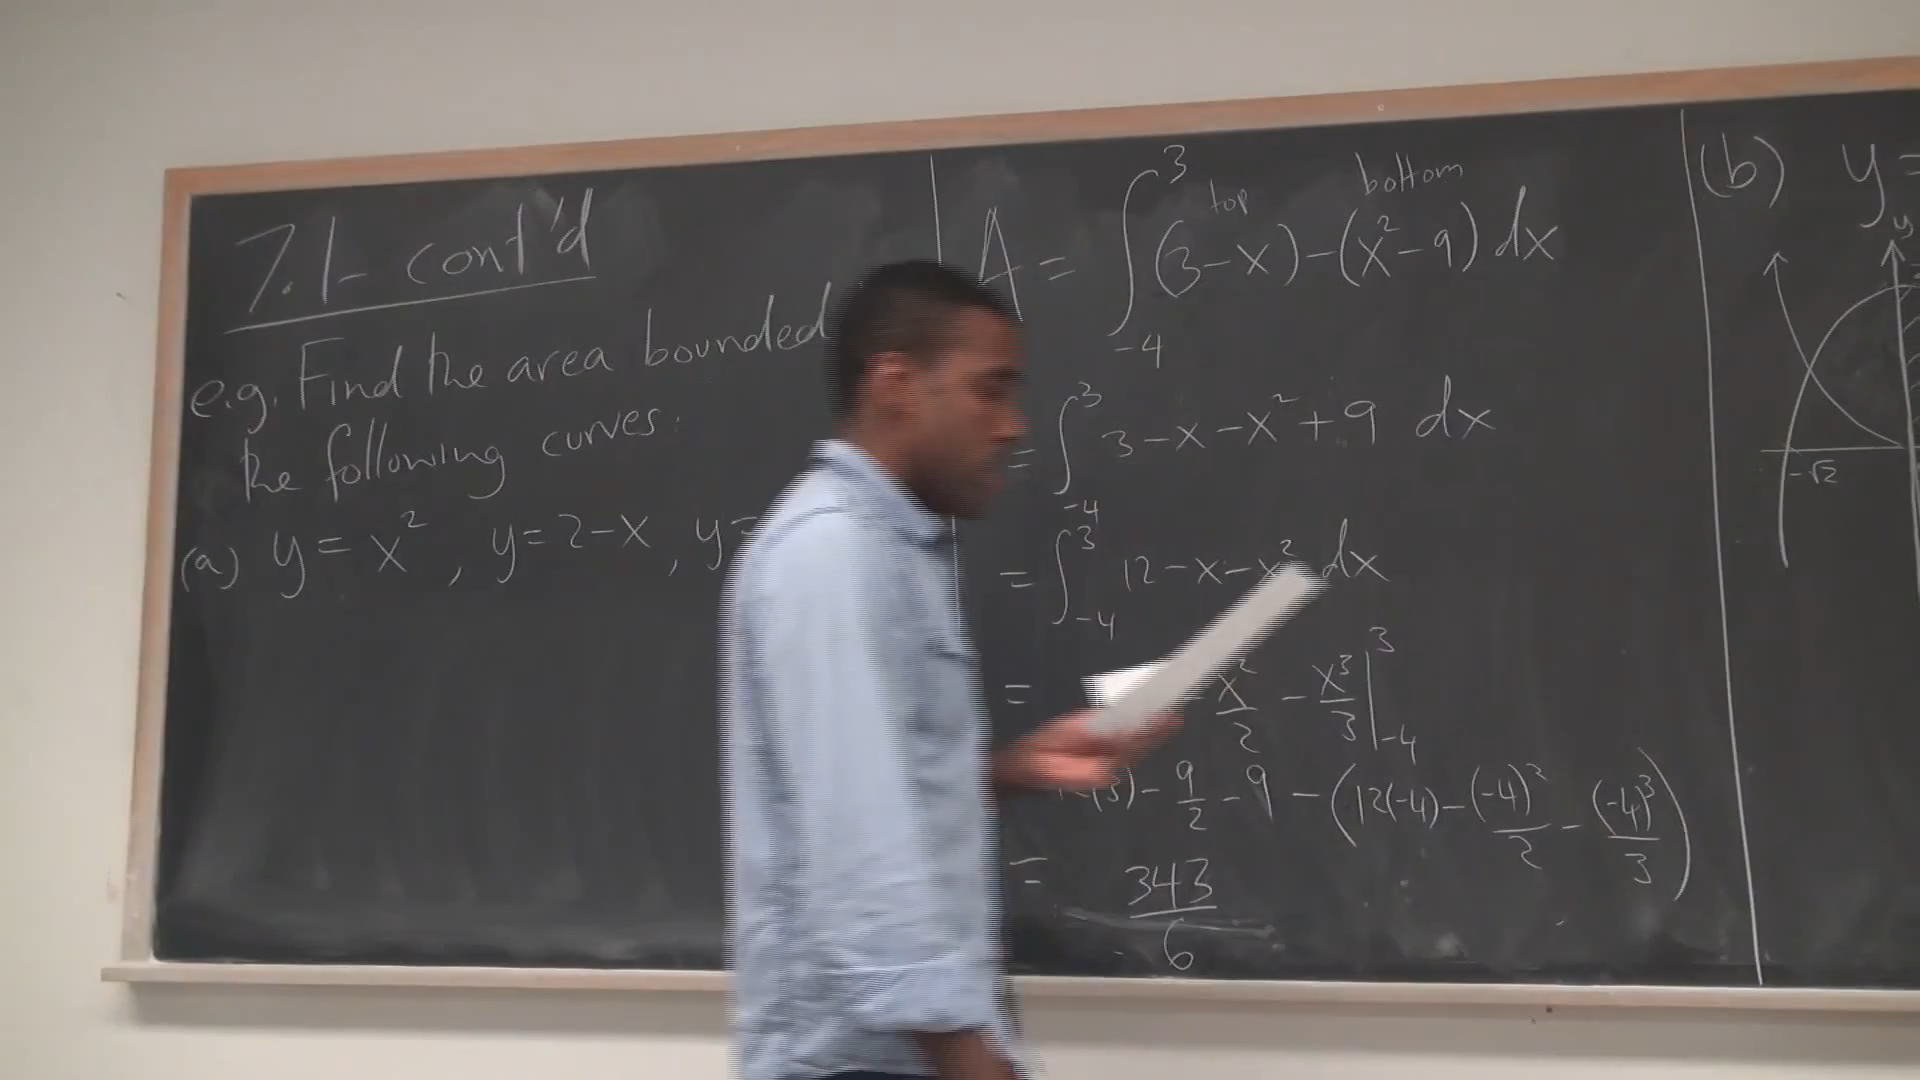 7.1 - cont'd
e.g. Find the area bounded
the following curves:
(a) y = x² , y = 2 - x , y =
top bottom
A = ∫₋₄³ (3-x) - (x²-9) dx
= ∫₋₄³ 3 - x - x² + 9 dx
= ∫₋₄³ 12 - x - x² dx
= - x²/2 - x³/3 |₋₄³
(3) - 9/2 - 9 - (12(-4) - (-4)²/2 - (-4)³/3)
= 343/6
(b) y =
y
-√2